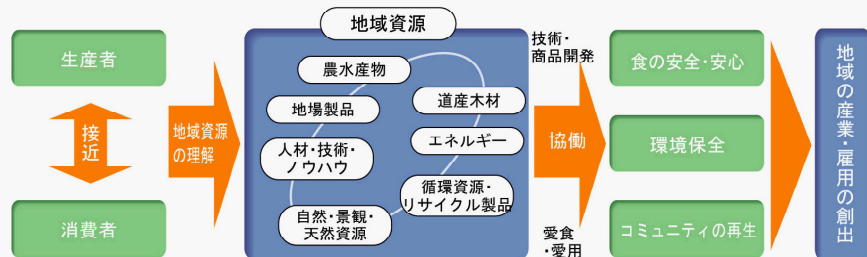 生産者
接近
消費者
地域資源
の理解
地域資源
農水産物
地場製品
人材・技術・
ノウハウ
自然・景観・
天然資源
道産木材
エネルギー
循環資源・
リサイクル製品
技術・
商品開発
協働
愛食
・愛用
食の安全・安心
環境保全
コミュニティの再生
地域の産業・雇用の創出